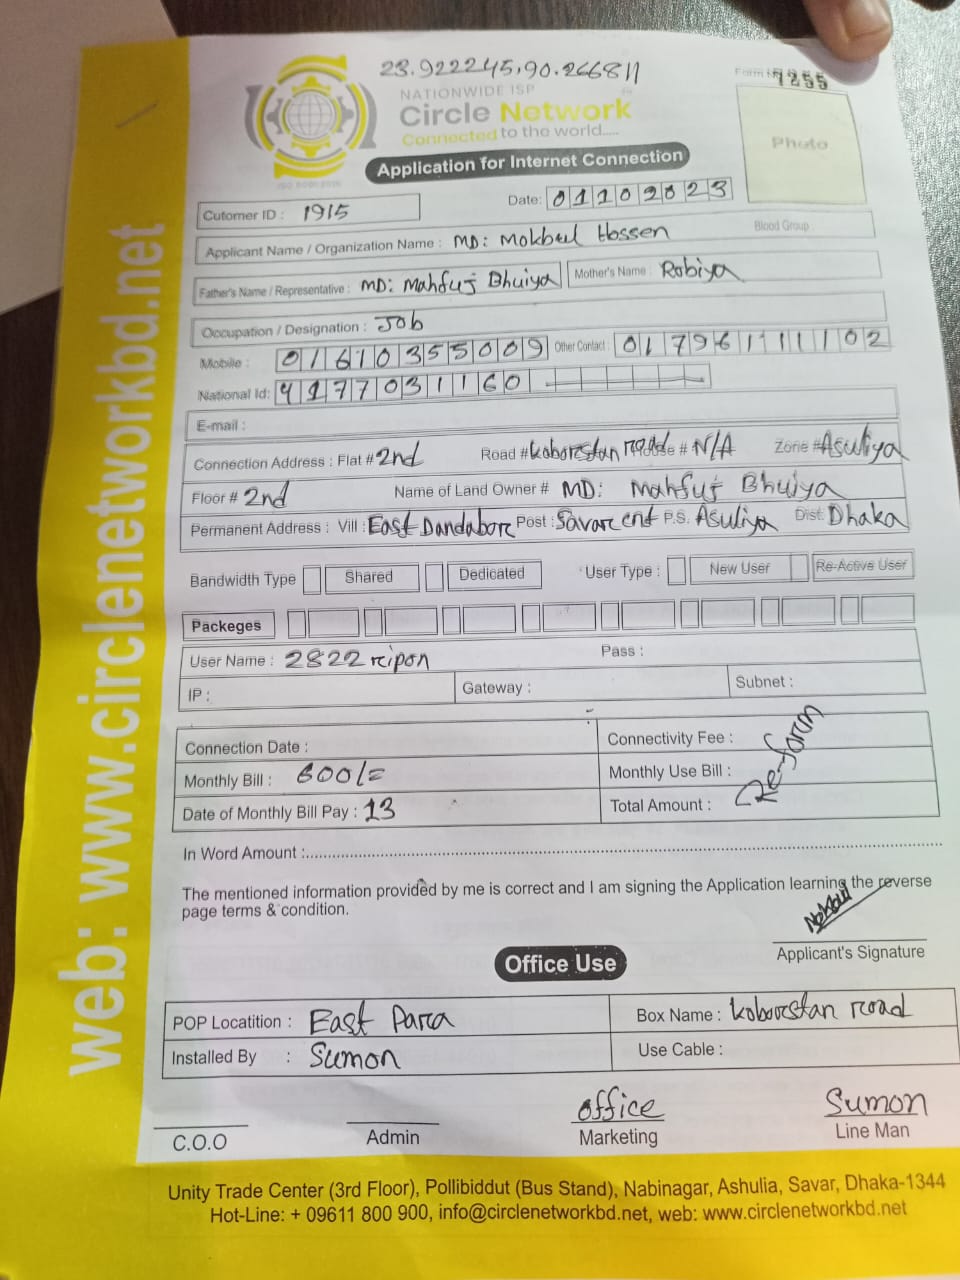 23.922245,90.266811
NATIONWIDE ISP
Circle Network
Connected to the world.....
Form 7255
Photo
ISO 9001:2015
Application for Internet Connection
Cutomer ID : 1915
Date: 01102023
Applicant Name / Organization Name : MD: Mokbul Hossen
Blood Group :
Father's Name / Representative : MD: Mahfuj Bhuiya Mother's Name : Robiya
Occupation / Designation : Job
Mobile : 01610355009 Other Contact : 01796111102
National Id: 4177031160
E-mail :
Connection Address : Flat # 2nd Road # koborstan road House # N/A Zone # Asuliya
Floor # 2nd Name of Land Owner # MD: Mahfuj Bhuiya
Permanent Address : Vill : East Dandabor Post : Savar cnt P.S. Asuliya Dist: Dhaka
Bandwidth Type Shared Dedicated User Type : New User Re-Active User
Packeges
User Name : 2822ripon Pass :
IP : Gateway : Subnet :
Connection Date : Connectivity Fee :
Monthly Bill : 600/= Monthly Use Bill :
Date of Monthly Bill Pay : 13 Total Amount :
Re-form
In Word Amount :
The mentioned information provided by me is correct and I am signing the Application learning the reverse
page terms & condition.
Mokbul
Applicant's Signature
Office Use
POP Locatition : East Para Box Name : koborstan road
Installed By : Sumon Use Cable :
office Sumon
C.O.O Admin Marketing Line Man
Unity Trade Center (3rd Floor), Pollibiddut (Bus Stand), Nabinagar, Ashulia, Savar, Dhaka-1344
Hot-Line: + 09611 800 900, info@circlenetworkbd.net, web: www.circlenetworkbd.net
web: www.circlenetworkbd.net